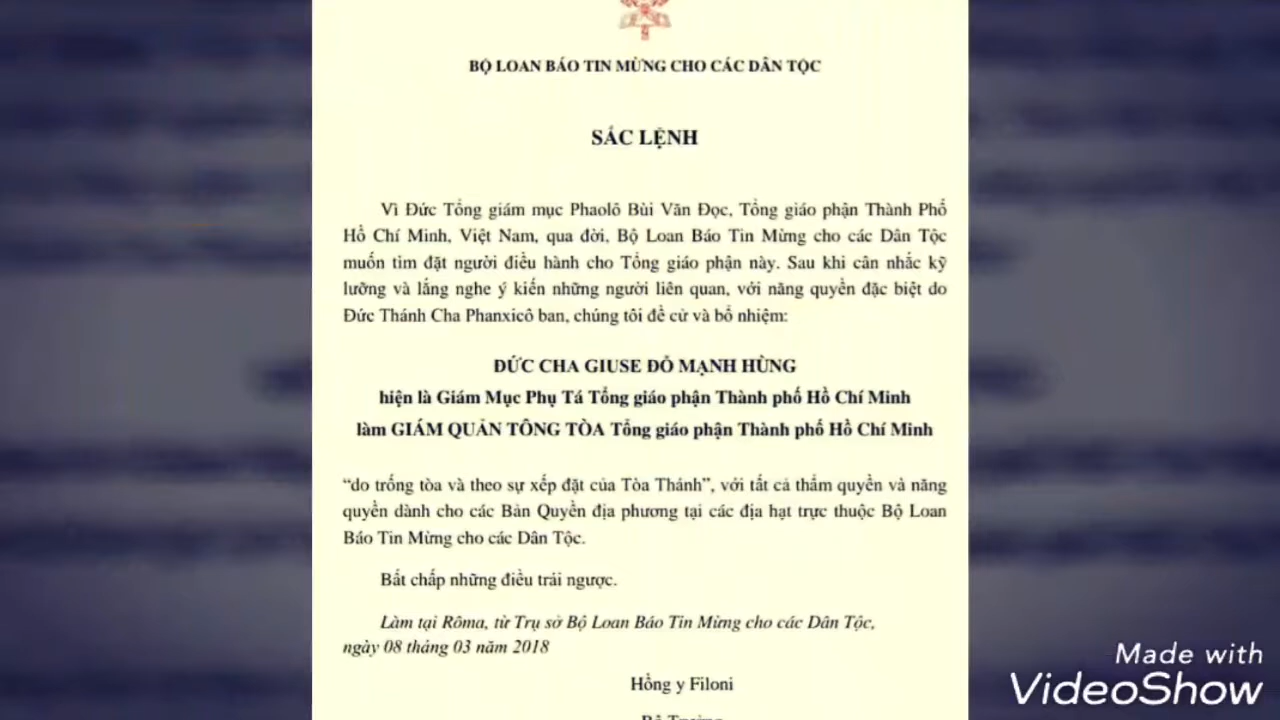 BỘ LOAN BÁO TIN MỪNG CHO CÁC DÂN TỘC
SẮC LỆNH
Vì Đức Tổng giám mục Phaolô Bùi Văn Đọc, Tổng giáo phận Thành Phố
Hồ Chí Minh, Việt Nam, qua đời, Bộ Loan Báo Tin Mừng cho các Dân Tộc
muốn tìm đặt người điều hành cho Tổng giáo phận này. Sau khi cân nhắc kỹ
lưỡng và lắng nghe ý kiến những người liên quan, với năng quyền đặc biệt do
Đức Thánh Cha Phanxicô ban, chúng tôi đề cử và bổ nhiệm:
ĐỨC CHA GIUSE ĐỖ MẠNH HÙNG
hiện là Giám Mục Phụ Tá Tổng giáo phận Thành phố Hồ Chí Minh
làm GIÁM QUẢN TÔNG TÒA Tổng giáo phận Thành phố Hồ Chí Minh
“do trống tòa và theo sự xếp đặt của Tòa Thánh”, với tất cả thẩm quyền và năng
quyền dành cho các Bản Quyền địa phương tại các địa hạt trực thuộc Bộ Loan
Báo Tin Mừng cho các Dân Tộc.
Bất chấp những điều trái ngược.
Làm tại Rôma, từ Trụ sở Bộ Loan Báo Tin Mừng cho các Dân Tộc,
ngày 08 tháng 03 năm 2018
Hồng y Filoni
Bộ Trưởng
Made with
VideoShow